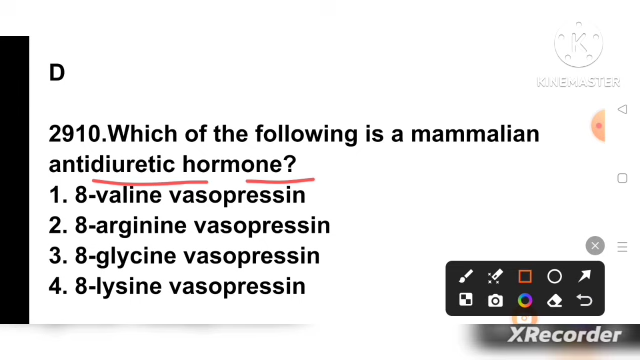 K
KINEMASTER
D
2910.Which of the following is a mammalian
antidiuretic hormone?
1. 8-valine vasopressin
2. 8-arginine vasopressin
3. 8-glycine vasopressin
4. 8-lysine vasopressin
XRecorder